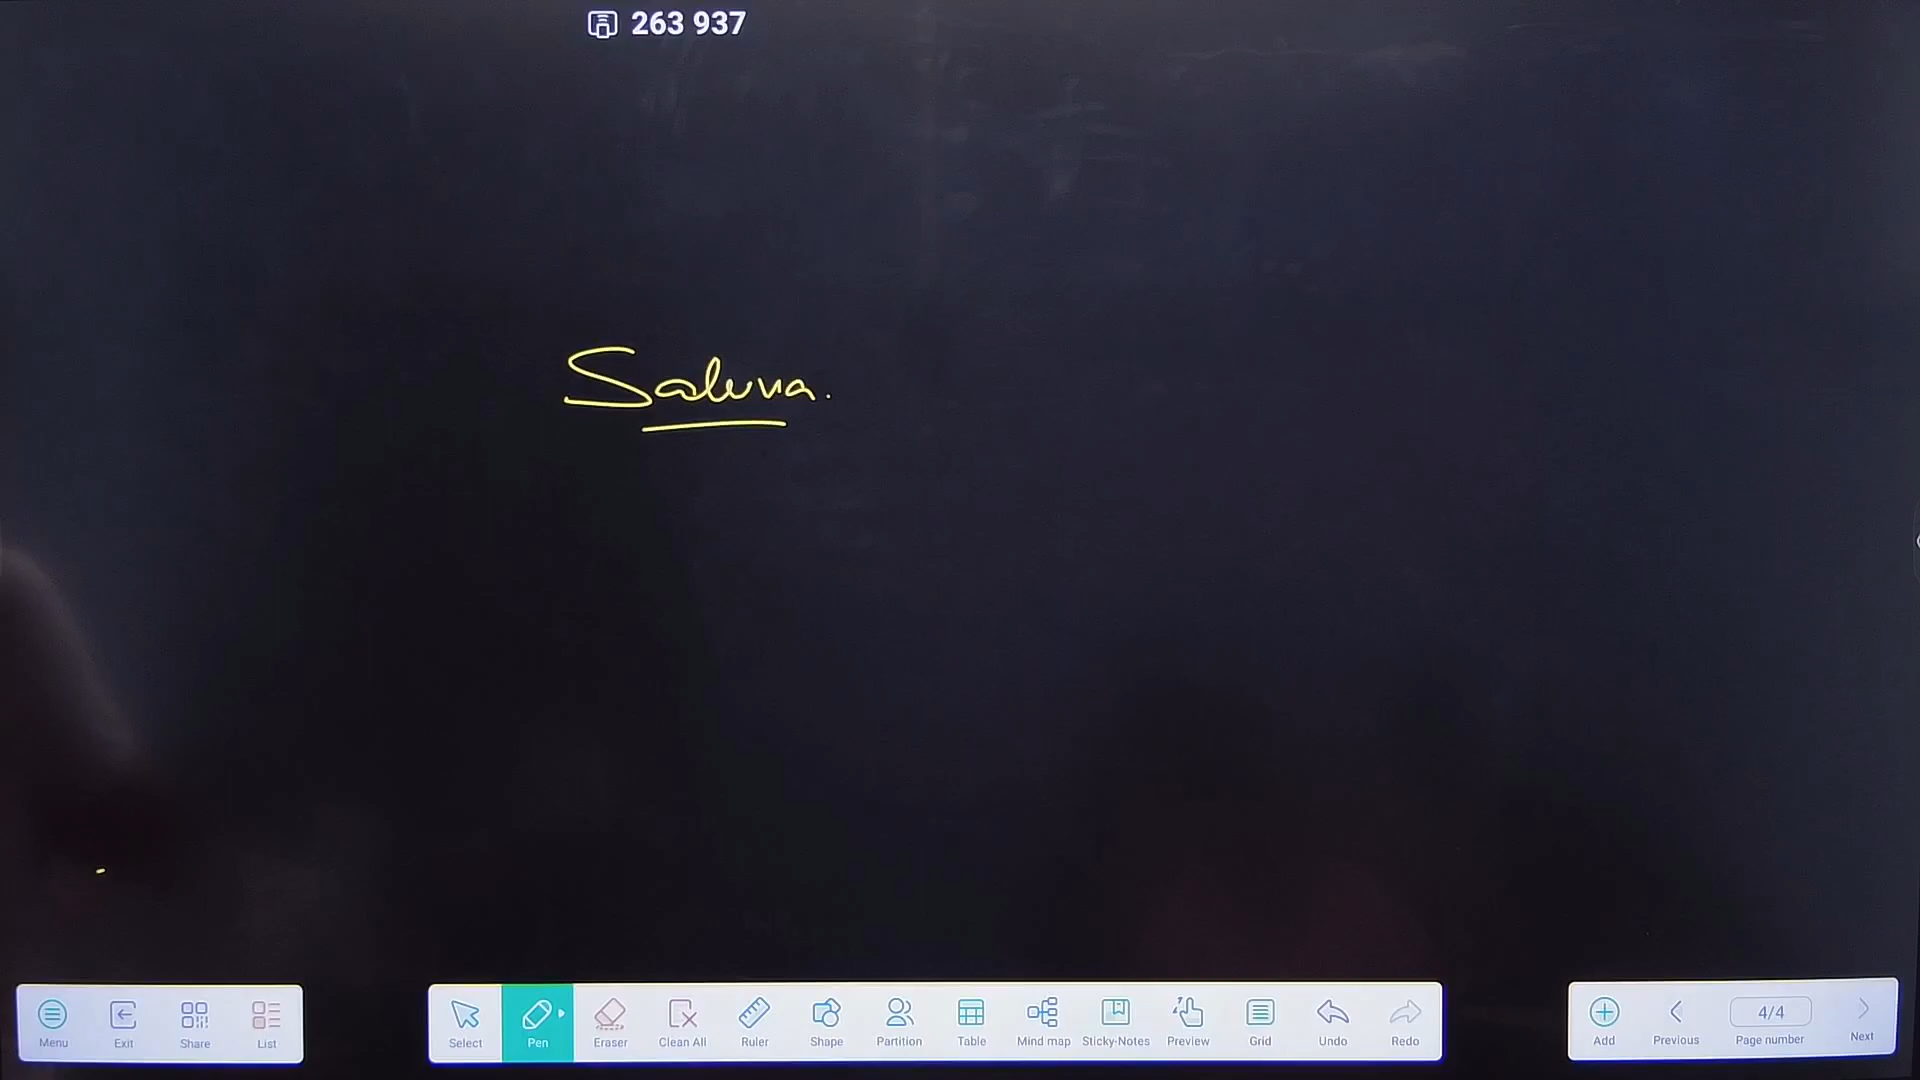 263 937
Saluva.
Menu Exit Share List
Select Pen Eraser Clean All Ruler Shape Partition Table Mind map Sticky-Notes Preview Grid Undo Redo
Add Previous 4/4 Page number Next